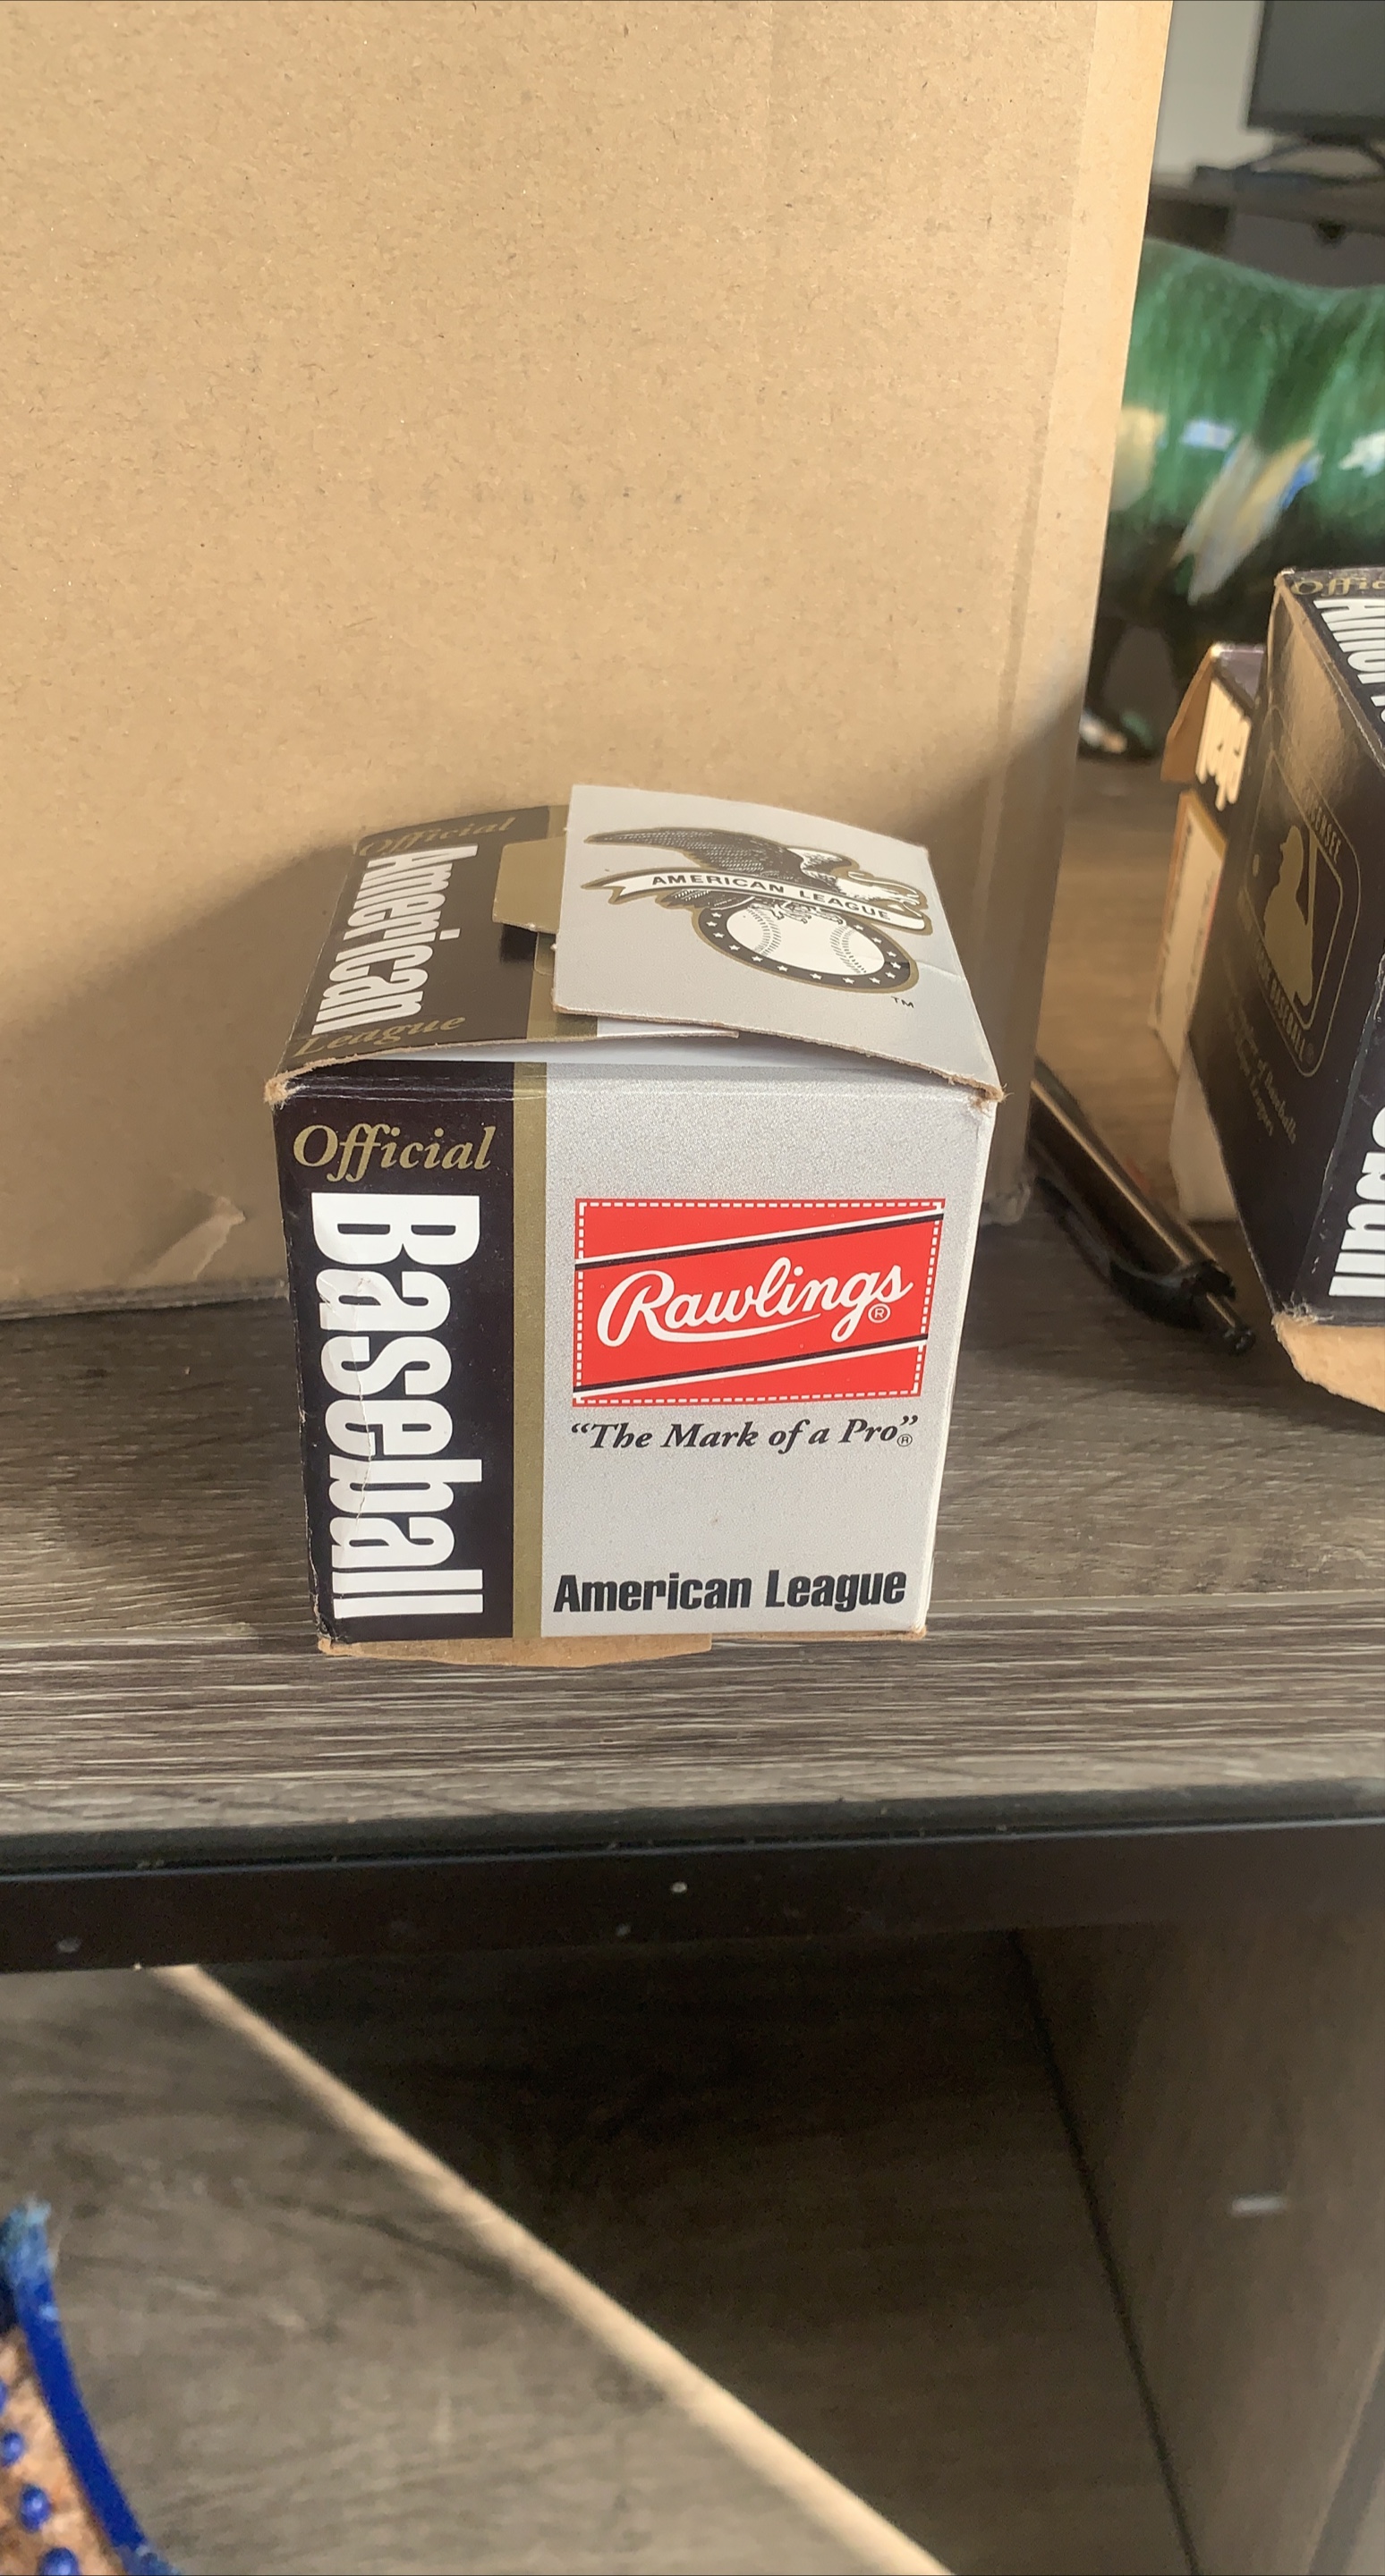 Official
American
League
AMERICAN LEAGUE
TM
Official
Baseball
Rawlings®
“The Mark of a Pro”®
American League